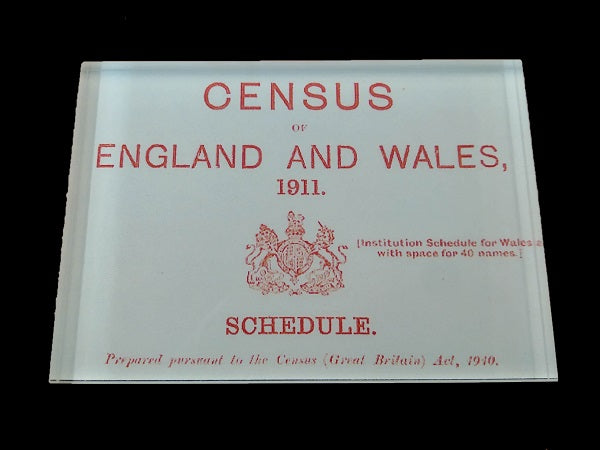 CENSUS
OF
ENGLAND AND WALES,
1911.
[Institution Schedule for Wales
with space for 40 names.]
SCHEDULE.
Prepared pursuant to the Census (Great Britain) Act, 1910.